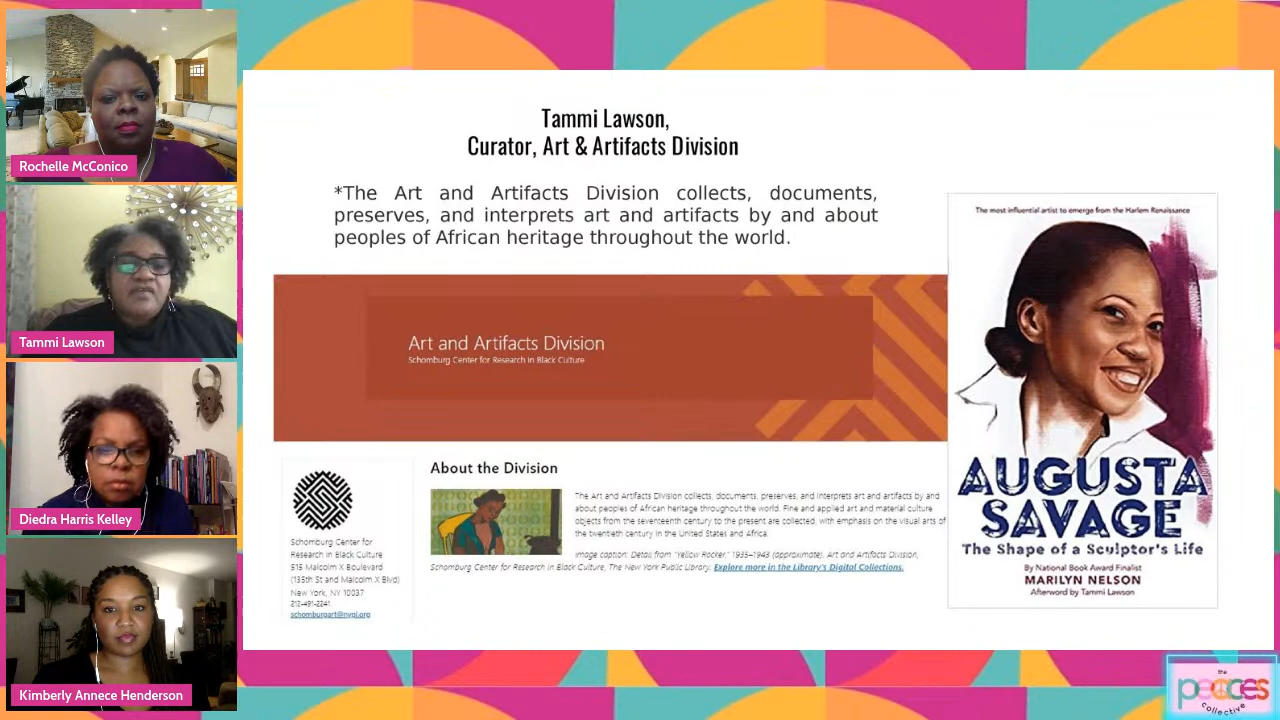 Rochelle McConico
Tammi Lawson
Diedra Harris Kelley
Kimberly Annece Henderson
Tammi Lawson,
Curator, Art & Artifacts Division
*The Art and Artifacts Division collects, documents,
preserves, and interprets art and artifacts by and about
peoples of African heritage throughout the world.
Art and Artifacts Division
Schomburg Center for Research in Black Culture
Schomburg Center for
Research in Black Culture
515 Malcolm X Boulevard
(135th St and Malcolm X Blvd)
New York, NY 10037
212-491-2241
schomburgart@nypl.org
About the Division
The Art and Artifacts Division collects, documents, preserves, and interprets art and artifacts by and
about peoples of African heritage throughout the world. Fine and applied art and material culture
objects from the seventeenth century to the present are collected, with emphasis on the visual arts of
the twentieth century in the United States and Africa.
Image caption: Detail from "Yellow Rocker," 1935–1943 (approximate). Art and Artifacts Division,
Schomburg Center for Research in Black Culture, The New York Public Library. Explore more in the Library's Digital Collections.
The most influential artist to emerge from the Harlem Renaissance
AUGUSTA
SAVAGE
The Shape of a Sculptor's Life
By National Book Award Finalist
MARILYN NELSON
Afterword by Tammi Lawson
the
peaces
collective